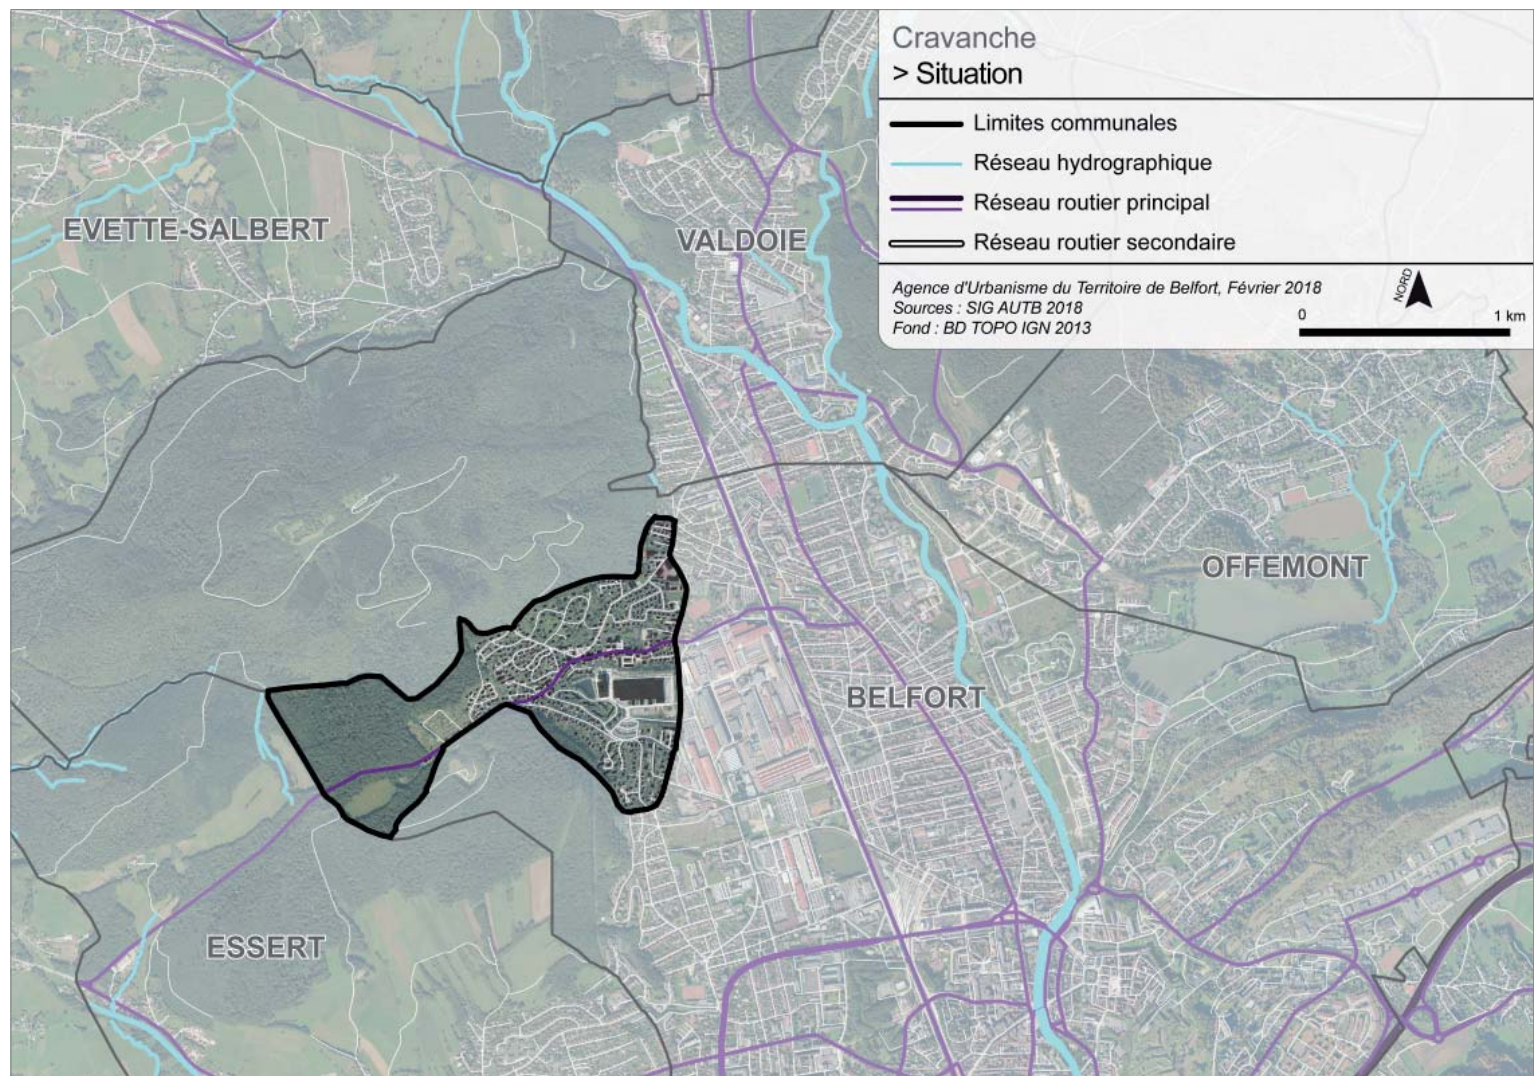 Cravanche
> Situation
Limites communales
Réseau hydrographique
Réseau routier principal
Réseau routier secondaire
Agence d'Urbanisme du Territoire de Belfort, Février 2018
Sources : SIG AUTB 2018
Fond : BD TOPO IGN 2013
NORD
0 1 km
EVETTE-SALBERT
VALDOIE
OFFEMONT
BELFORT
ESSERT